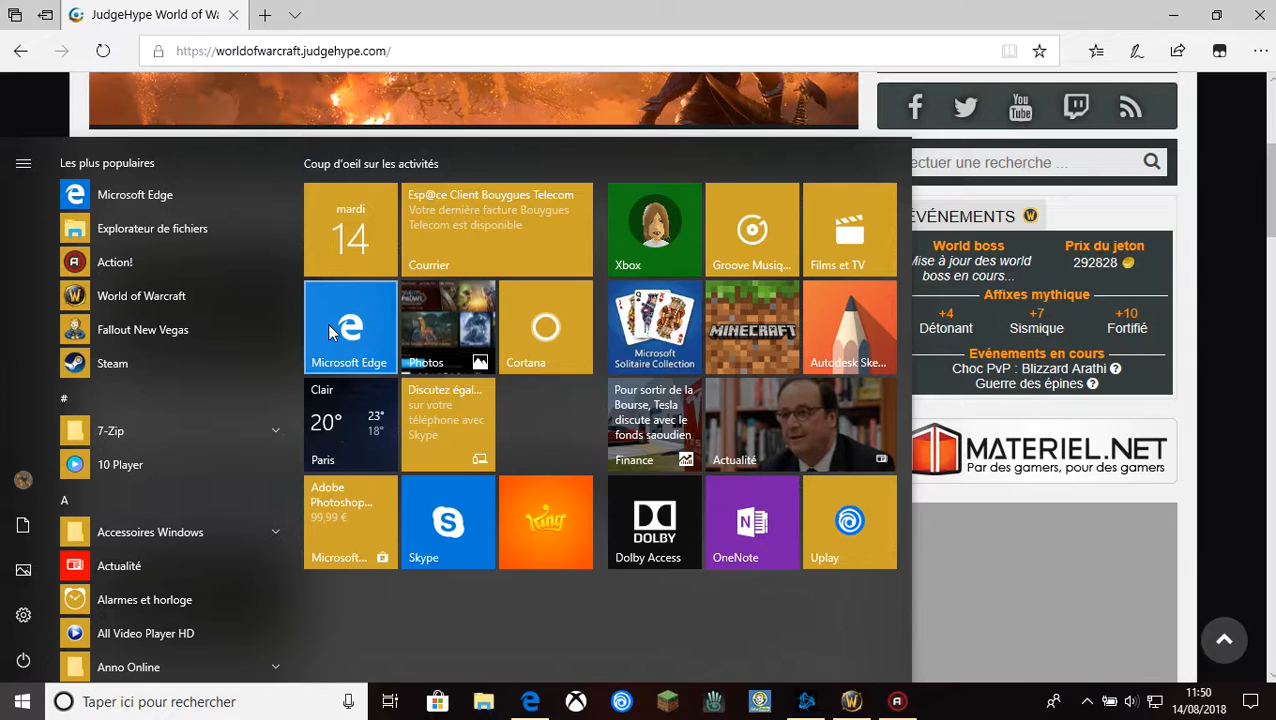 JudgeHype World of Wa
https://worldofwarcraft.judgehype.com/
You
Tube
ectuer une recherche ...
ÉVÉNEMENTS
World boss
Mise à jour des world
boss en cours...
Prix du jeton
292828
Affixes mythique
+4
Détonant
+7
Sismique
+10
Fortifié
Evénements en cours
Choc PvP : Blizzard Arathi
Guerre des épines
MATERIEL.NET
Par des gamers, pour des gamers
Les plus populaires
Microsoft Edge
Explorateur de fichiers
Action!
World of Warcraft
Fallout New Vegas
Steam
#
7-Zip
10 Player
A
Accessoires Windows
Actualité
Alarmes et horloge
All Video Player HD
Anno Online
Coup d'oeil sur les activités
mardi
14
Esp@ce Client Bouygues Telecom
Votre dernière facture Bouygues
Telecom est disponible
Courrier
Xbox
Groove Musiq...
Films et TV
Microsoft Edge
Photos
Cortana
Microsoft
Solitaire Collection
MINECRAFT
Autodesk Ske...
Clair
20°
23°
18°
Paris
Discutez égal...
sur votre
téléphone avec
Skype
Pour sortir de la
Bourse, Tesla
discute avec le
fonds saoudien
Finance
Actualité
Adobe
Photoshop...
99,99 €
Microsoft...
Skype
King
DOLBY
Dolby Access
OneNote
Uplay
Taper ici pour rechercher
11:50
14/08/2018